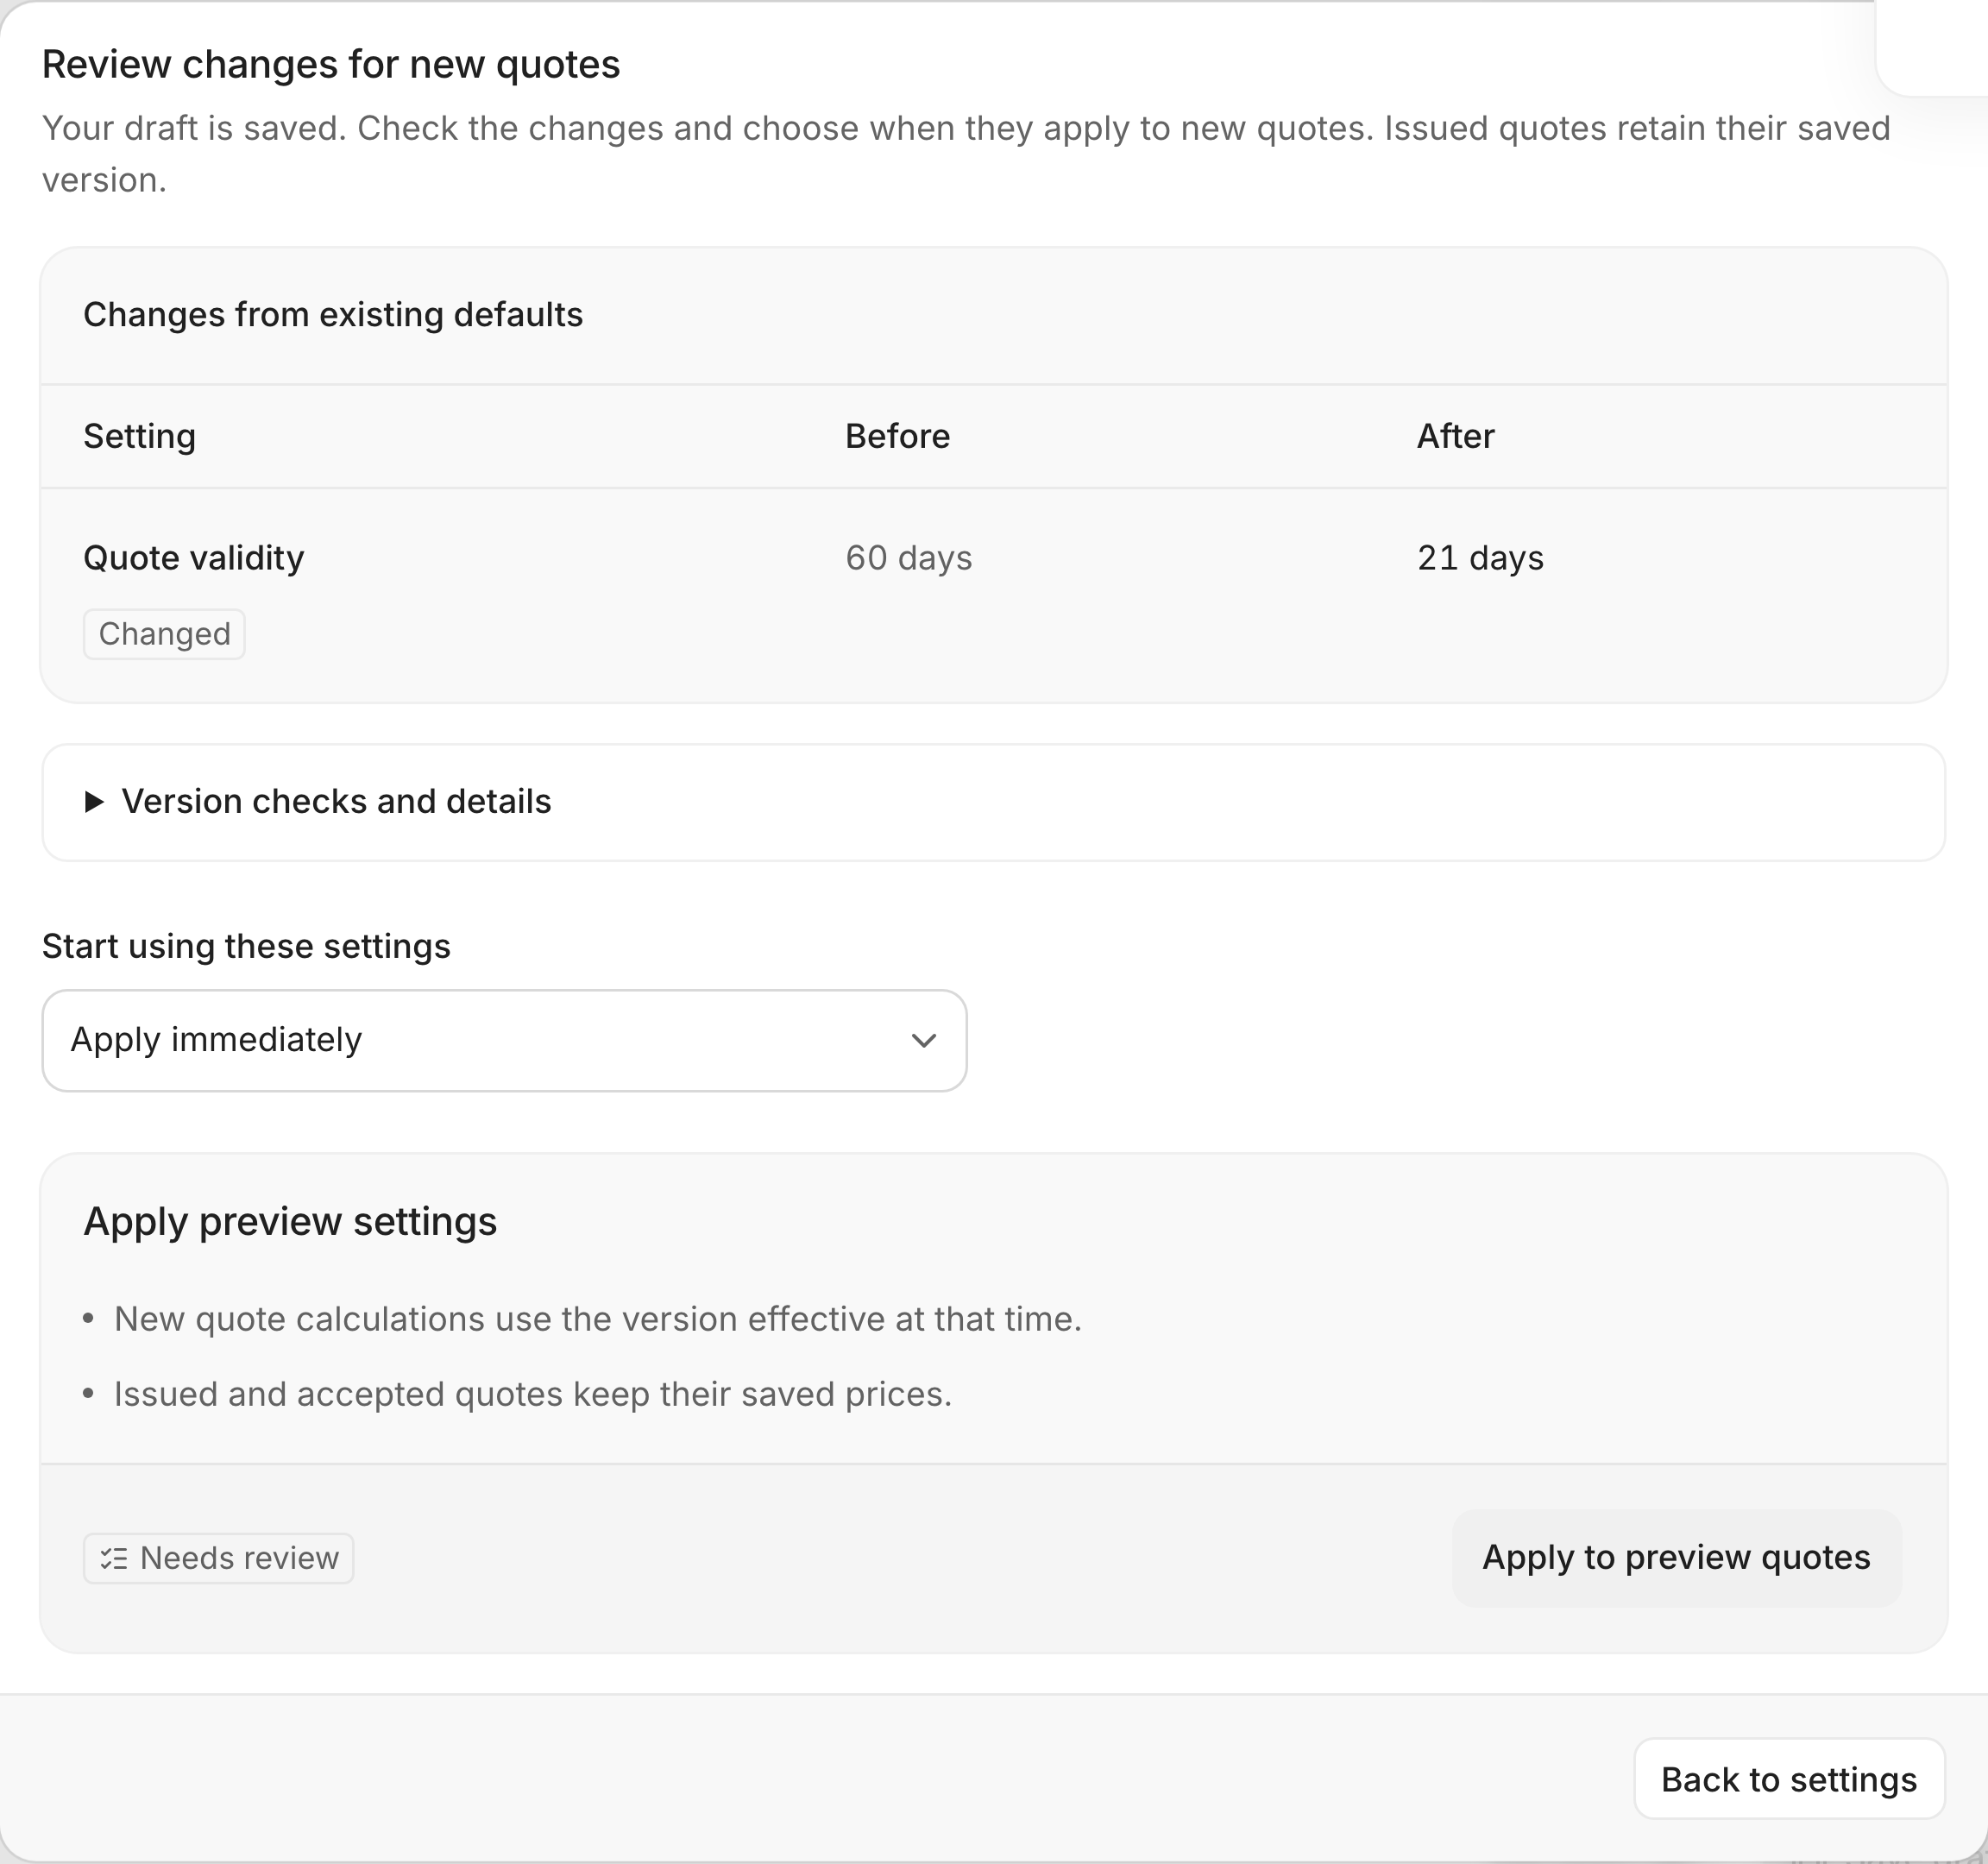 Review changes for new quotes
Your draft is saved. Check the changes and choose when they apply to new quotes. Issued quotes retain their saved
version.
Changes from existing defaults
Setting Before After
Quote validity 60 days 21 days
Changed
Version checks and details
Start using these settings
Apply immediately
Apply preview settings
• New quote calculations use the version effective at that time.
• Issued and accepted quotes keep their saved prices.
Needs review Apply to preview quotes
Back to settings